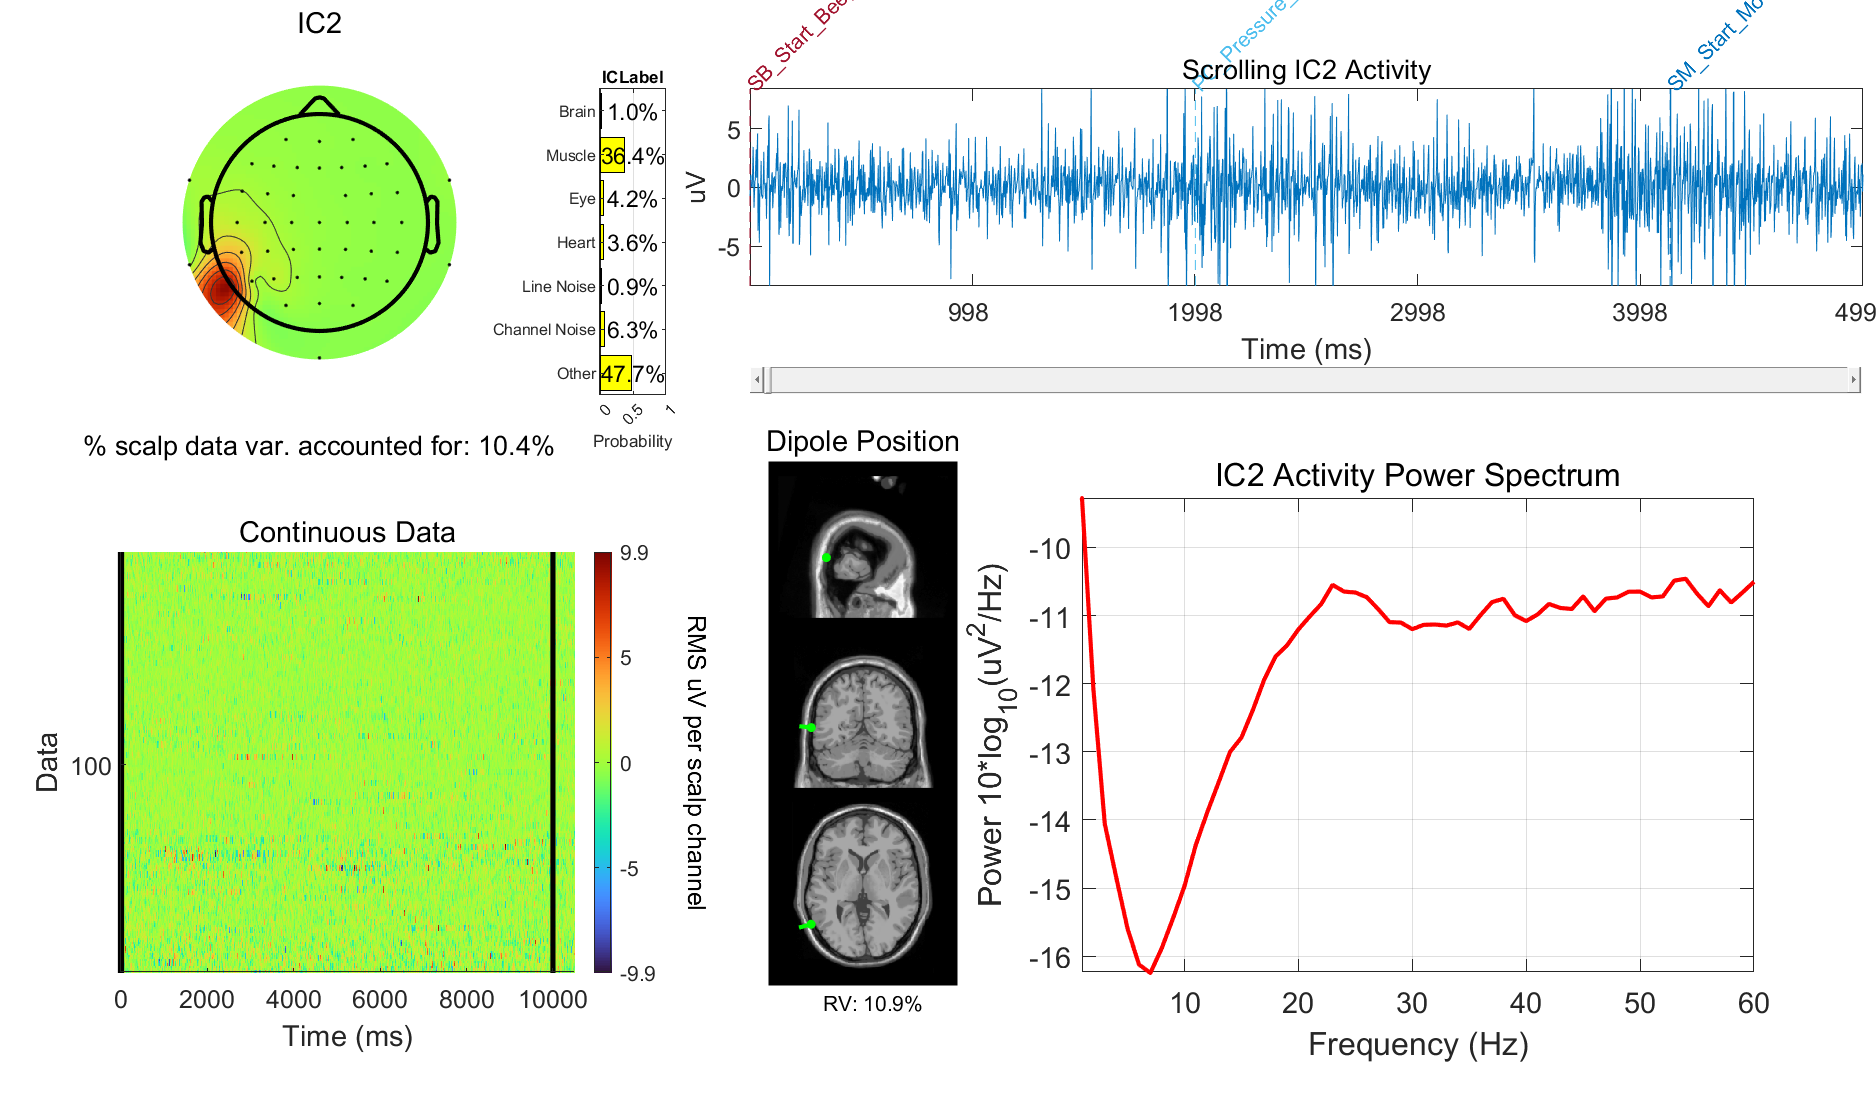 IC2
ICLabel
Brain 1.0%
Muscle 36.4%
Eye 4.2%
Heart 3.6%
Line Noise 0.9%
Channel Noise 6.3%
Other 47.7%
0 0.5 1
Probability
% scalp data var. accounted for: 10.4%
SB_Start_Bee
Pressure_
SM_Start_Mo
Scrolling IC2 Activity
uV
5
0
-5
998 1998 2998 3998 499
Time (ms)
Continuous Data
Data
100
0 2000 4000 6000 8000 10000
Time (ms)
9.9
5
0
-5
-9.9
RMS uV per scalp channel
Dipole Position
RV: 10.9%
IC2 Activity Power Spectrum
Power 10*log10(uV2/Hz)
-10
-11
-12
-13
-14
-15
-16
10 20 30 40 50 60
Frequency (Hz)